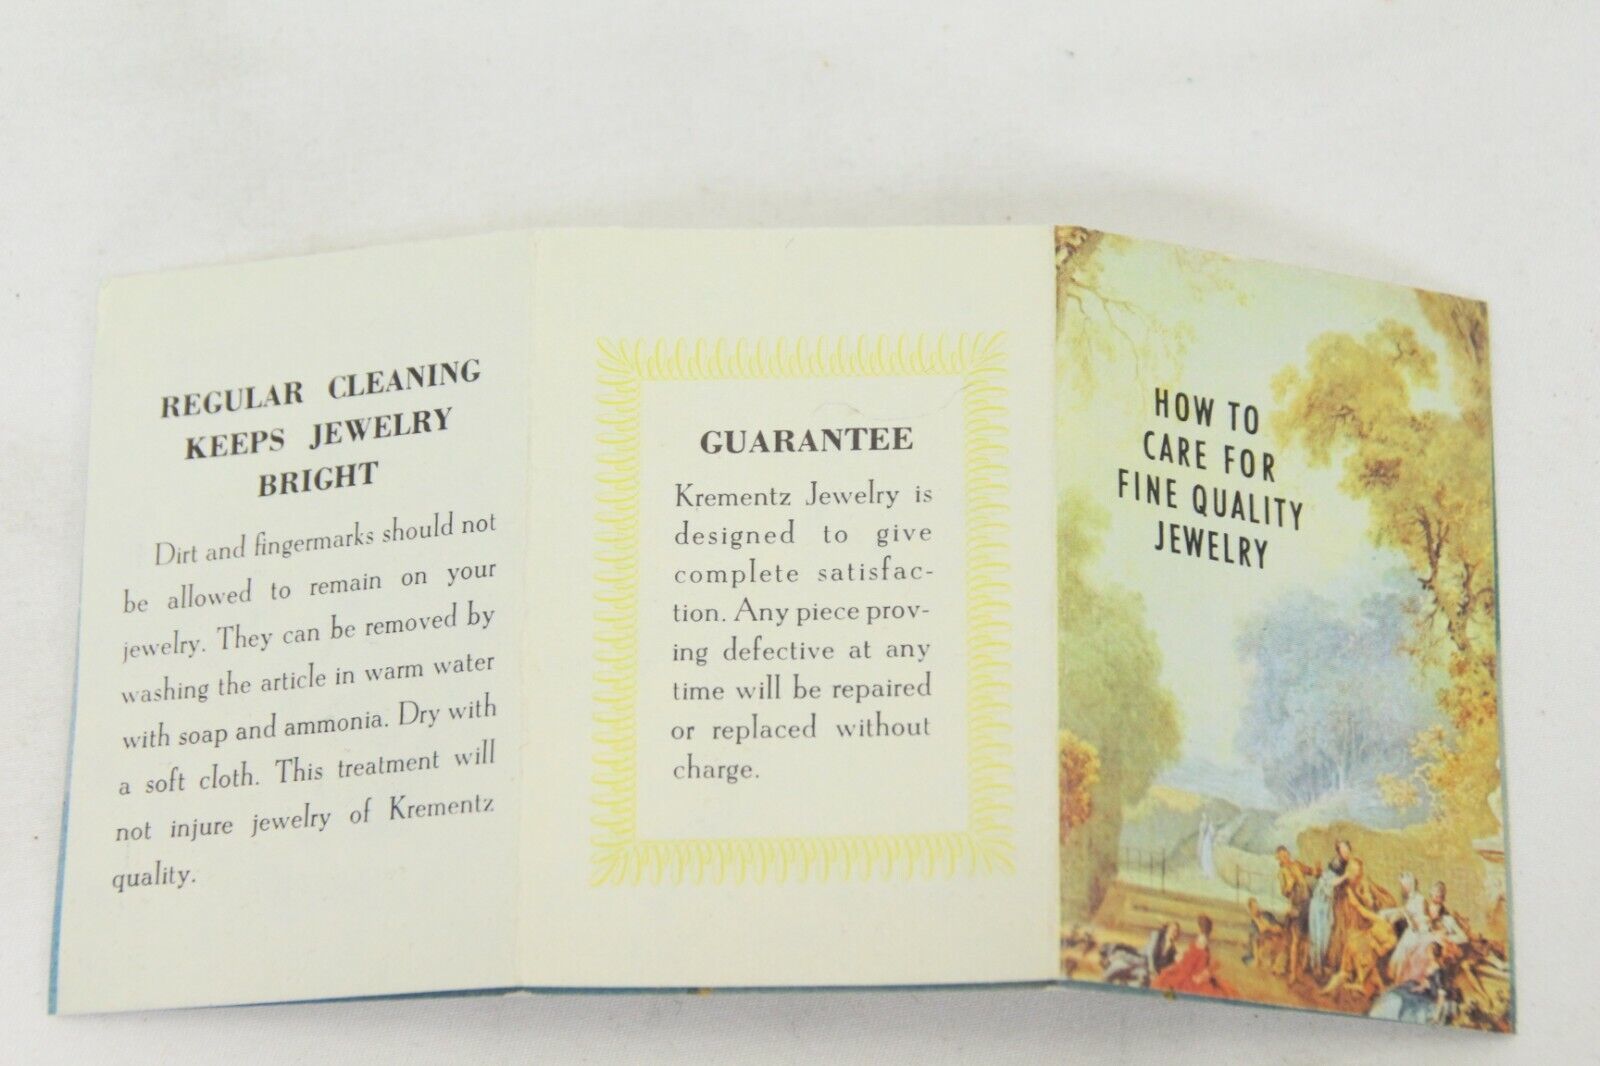 REGULAR CLEANING
KEEPS JEWELRY
BRIGHT
Dirt and fingermarks should not
be allowed to remain on your
jewelry. They can be removed by
washing the article in warm water
with soap and ammonia. Dry with
a soft cloth. This treatment will
not injure jewelry of Krementz
quality.
GUARANTEE
Krementz Jewelry is
designed to give
complete satisfac-
tion. Any piece prov-
ing defective at any
time will be repaired
or replaced without
charge.
HOW TO
CARE FOR
FINE QUALITY
JEWELRY